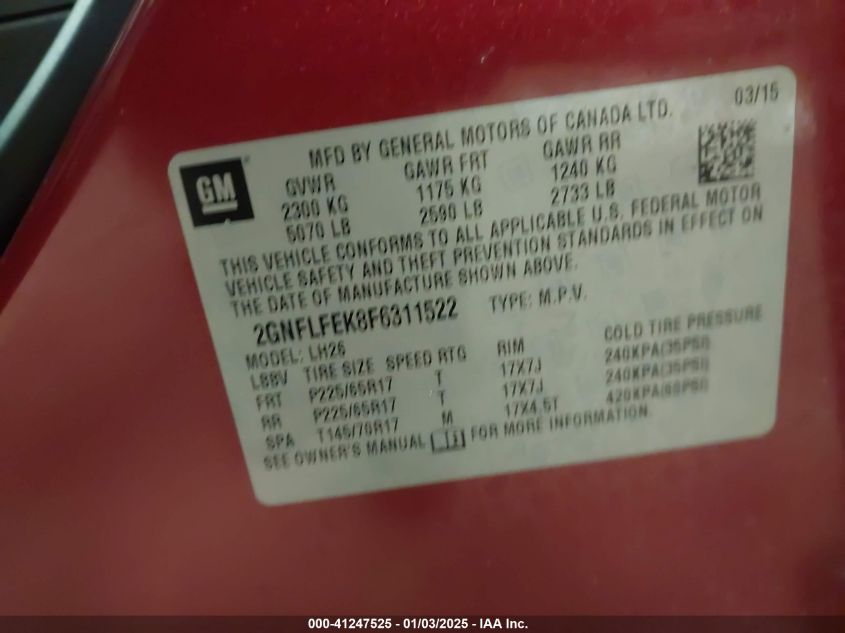 03/15
MFD BY GENERAL MOTORS OF CANADA LTD.
GM
GVWR GAWR FRT GAWR RR
2300 KG 1175 KG 1240 KG
5070 LB 2590 LB 2733 LB
THIS VEHICLE CONFORMS TO ALL APPLICABLE U.S. FEDERAL MOTOR
VEHICLE SAFETY AND THEFT PREVENTION STANDARDS IN EFFECT ON
THE DATE OF MANUFACTURE SHOWN ABOVE.
2GNFLFEK8F6311522 TYPE: M.P.V.
MODEL: LH26
L8BV TIRE SIZE SPEED RTG RIM COLD TIRE PRESSURE
FRT P225/65R17 T 17X7J 240KPA(35PSI)
RR P225/65R17 T 17X7J 240KPA(35PSI)
SPA T145/70R17 M 17X4.5T 420KPA(60PSI)
SEE OWNER'S MANUAL FOR MORE INFORMATION.
000-41247525 - 01/03/2025 - IAA Inc.